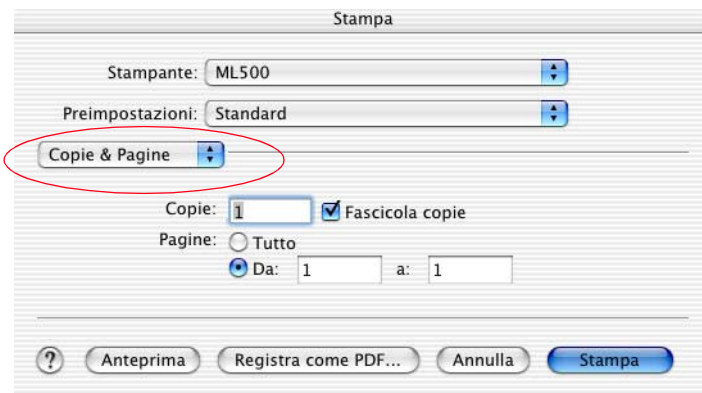 Stampa
Stampante: ML500
Preimpostazioni: Standard
Copie & Pagine
Copie: 1 Fascicola copie
Pagine: Tutto
Da: 1 a: 1
? Anteprima Registra come PDF... Annulla Stampa